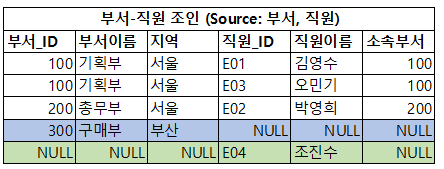 부서-직원 조인 (Source: 부서, 직원)
부서_ID 부서이름 지역 직원_ID 직원이름 소속부서
100 기획부 서울 E01 김영수 100
100 기획부 서울 E03 오민기 100
200 총무부 서울 E02 박영희 200
300 구매부 부산 NULL NULL NULL
NULL NULL NULL E04 조진수 NULL